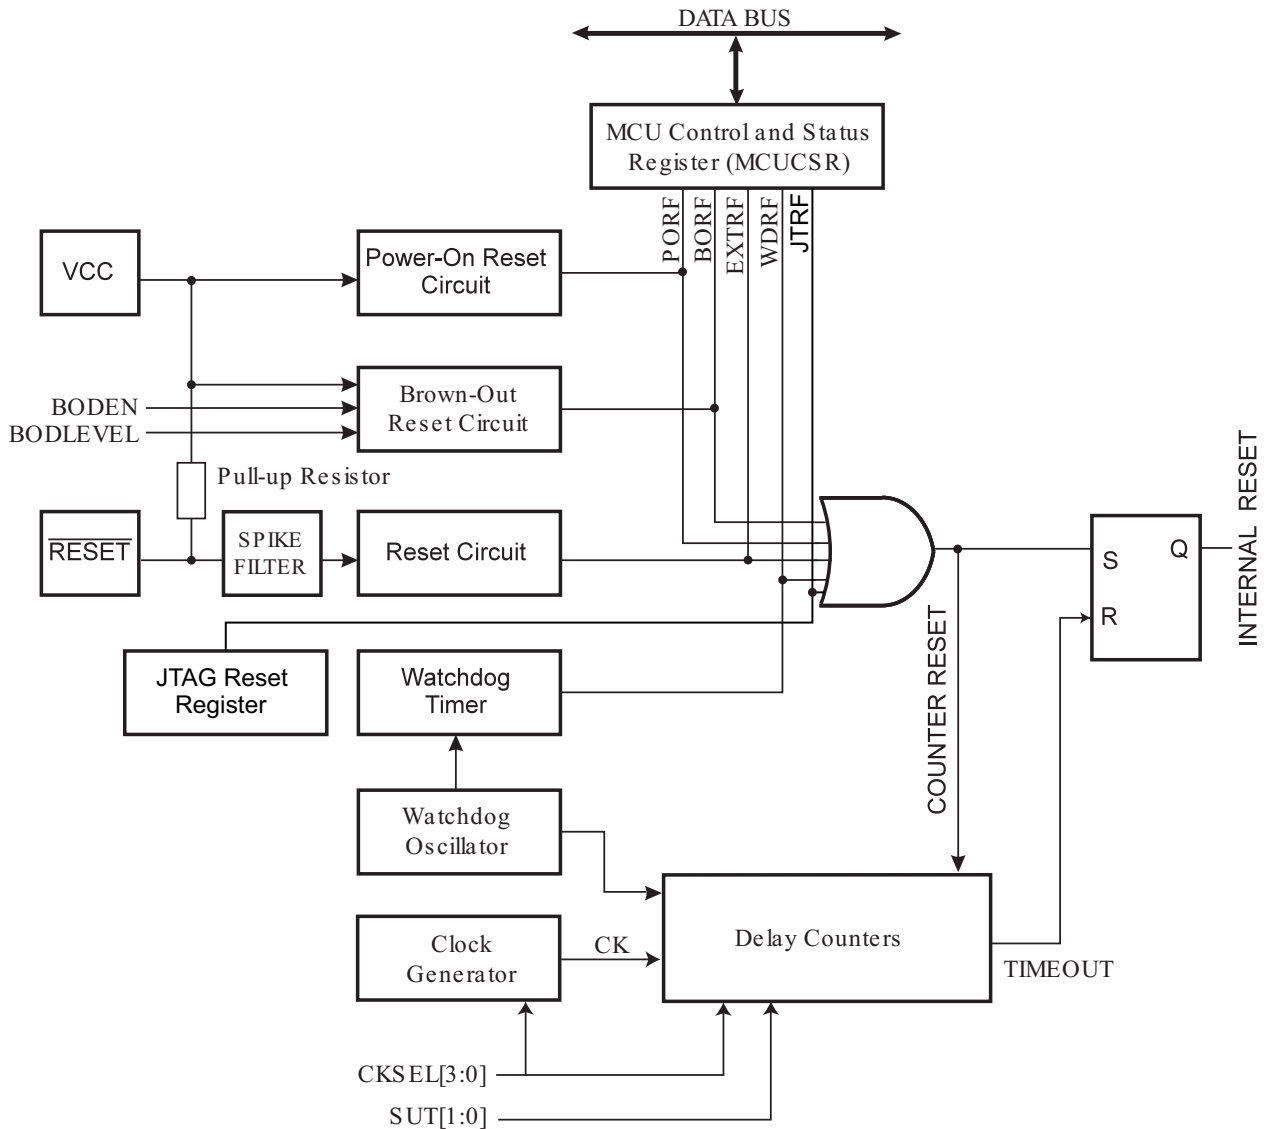 DATA BUS
MCU Control and Status
Register (MCUCSR)
PORF
BORF
EXTRF
WDRF
JTRF
VCC
Power-On Reset
Circuit
Brown-Out
Reset Circuit
BODEN
BODLEVEL
Pull-up Resistor
RESET
SPIKE
FILTER
Reset Circuit
JTAG Reset
Register
Watchdog
Timer
Watchdog
Oscillator
Clock
Generator
CK
Delay Counters
COUNTER RESET
S
R
Q
INTERNAL RESET
TIMEOUT
CKSEL[3:0]
SUT[1:0]